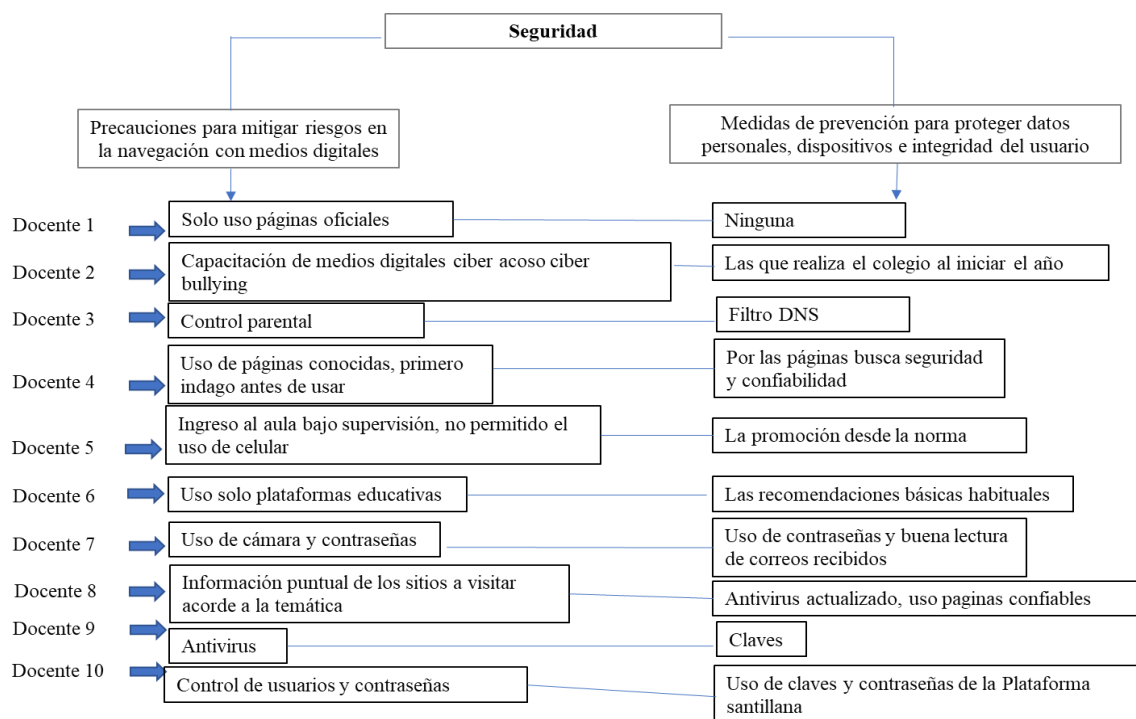 Seguridad
Precauciones para mitigar riesgos en
la navegación con medios digitales
Medidas de prevención para proteger datos
personales, dispositivos e integridad del usuario
Docente 1
Solo uso páginas oficiales
Ninguna
Docente 2
Capacitación de medios digitales ciber acoso ciber
bullying
Las que realiza el colegio al iniciar el año
Docente 3
Control parental
Filtro DNS
Docente 4
Uso de páginas conocidas, primero
indago antes de usar
Por las páginas busca seguridad
y confiabilidad
Docente 5
Ingreso al aula bajo supervisión, no permitido el
uso de celular
La promoción desde la norma
Docente 6
Uso solo plataformas educativas
Las recomendaciones básicas habituales
Docente 7
Uso de cámara y contraseñas
Uso de contraseñas y buena lectura
de correos recibidos
Docente 8
Información puntual de los sitios a visitar
acorde a la temática
Antivirus actualizado, uso paginas confiables
Docente 9
Antivirus
Claves
Docente 10
Control de usuarios y contraseñas
Uso de claves y contraseñas de la Plataforma
santillana